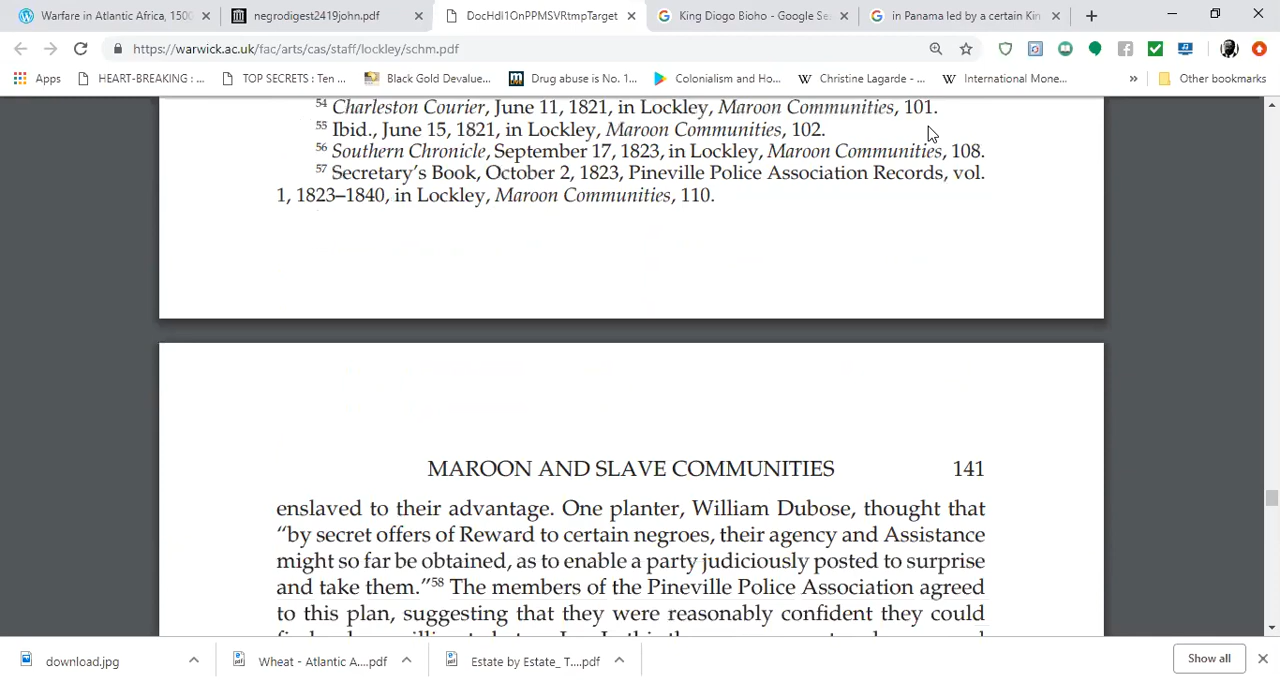 Warfare in Atlantic Africa, 1500
negrodigest2419john.pdf
DocHdl1OnPPMSVRtmpTarget
King Diogo Bioho - Google Se
in Panama led by a certain Kin
https://warwick.ac.uk/fac/arts/cas/staff/lockley/schm.pdf
Apps
HEART-BREAKING : ...
TOP SECRETS : Ten ...
Black Gold Devalue...
Drug abuse is No. 1...
Colonialism and Ho...
Christine Lagarde - ...
International Mone...
»
Other bookmarks
54 Charleston Courier, June 11, 1821, in Lockley, Maroon Communities, 101.
55 Ibid., June 15, 1821, in Lockley, Maroon Communities, 102.
56 Southern Chronicle, September 17, 1823, in Lockley, Maroon Communities, 108.
57 Secretary's Book, October 2, 1823, Pineville Police Association Records, vol.
1, 1823–1840, in Lockley, Maroon Communities, 110.
MAROON AND SLAVE COMMUNITIES 141
enslaved to their advantage. One planter, William Dubose, thought that
“by secret offers of Reward to certain negroes, their agency and Assistance
might so far be obtained, as to enable a party judiciously posted to surprise
and take them.”58 The members of the Pineville Police Association agreed
to this plan, suggesting that they were reasonably confident they could
download.jpg
Wheat - Atlantic A....pdf
Estate by Estate_ T....pdf
Show all